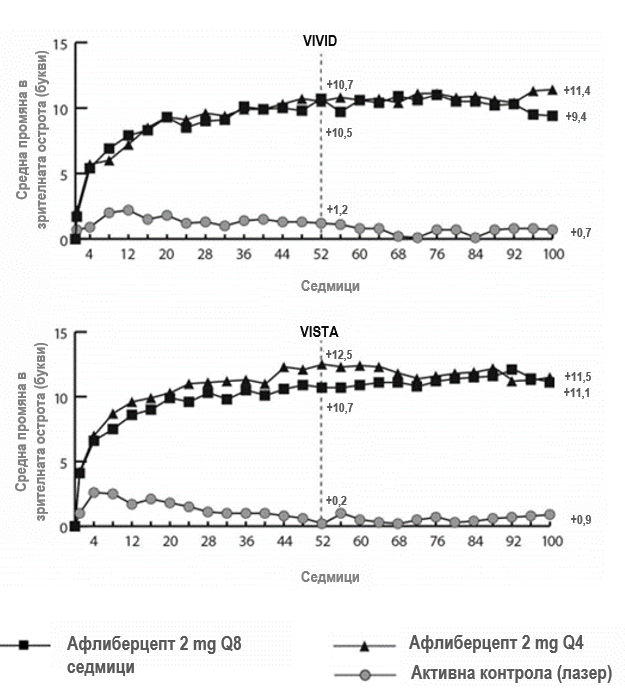 VIVID
Средна промяна в
зрителната острота (букви)
15
10
5
0
+10,7
+10,5
+1,2
+11,4
+9,4
+0,7
4 12 20 28 36 44 52 60 68 76 84 92 100
Седмици
VISTA
Средна промяна в
зрителната острота (букви)
15
10
5
0
+12,5
+10,7
+0,2
+11,5
+11,1
+0,9
4 12 20 28 36 44 52 60 68 76 84 92 100
Седмици
Афлиберцепт 2 mg Q8
седмици
Афлиберцепт 2 mg Q4
Активна контрола (лазер)